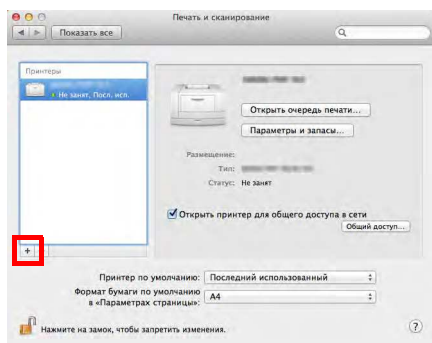 Печать и сканирование
Показать все
Принтеры
Не занят, Посл. исп.
Открыть очередь печати...
Параметры и запасы...
Размещение:
Тип:
Статус: Не занят
Открыть принтер для общего доступа в сети
Общий доступ...
+
Принтер по умолчанию: Последний использованный
Формат бумаги по умолчанию
в «Параметрах страницы»: A4
Нажмите на замок, чтобы запретить изменения.
?